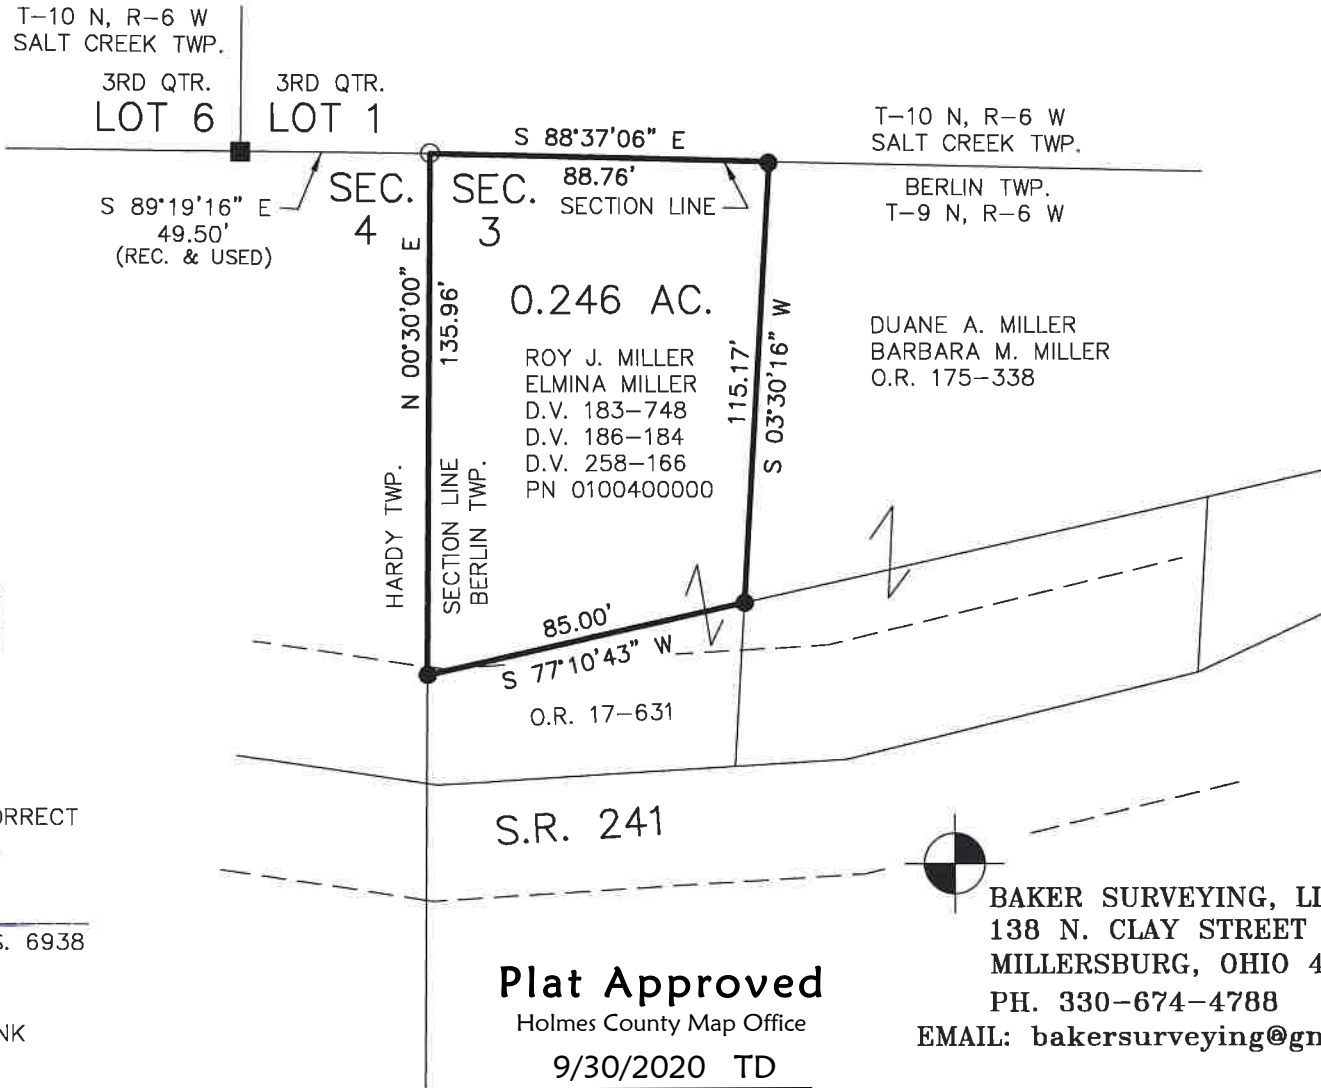 T-10 N, R-6 W
SALT CREEK TWP.
3RD QTR.
LOT 6
3RD QTR.
LOT 1
S 88°37'06" E
88.76'
SECTION LINE
T-10 N, R-6 W
SALT CREEK TWP.
BERLIN TWP.
T-9 N, R-6 W
S 89°19'16" E
49.50'
(REC. & USED)
SEC.
4
SEC.
3
N 00°30'00" E
135.96'
0.246 AC.
ROY J. MILLER
ELMINA MILLER
D.V. 183-748
D.V. 186-184
D.V. 258-166
PN 0100400000
115.17'
S 03°30'16" W
DUANE A. MILLER
BARBARA M. MILLER
O.R. 175-338
HARDY TWP.
SECTION LINE
BERLIN TWP.
85.00'
S 77°10'43" W
O.R. 17-631
S.R. 241
ORRECT
S. 6938
NK
Plat Approved
Holmes County Map Office
9/30/2020 TD
BAKER SURVEYING, LL
138 N. CLAY STREET
MILLERSBURG, OHIO 4
PH. 330-674-4788
EMAIL: bakersurveying@gm